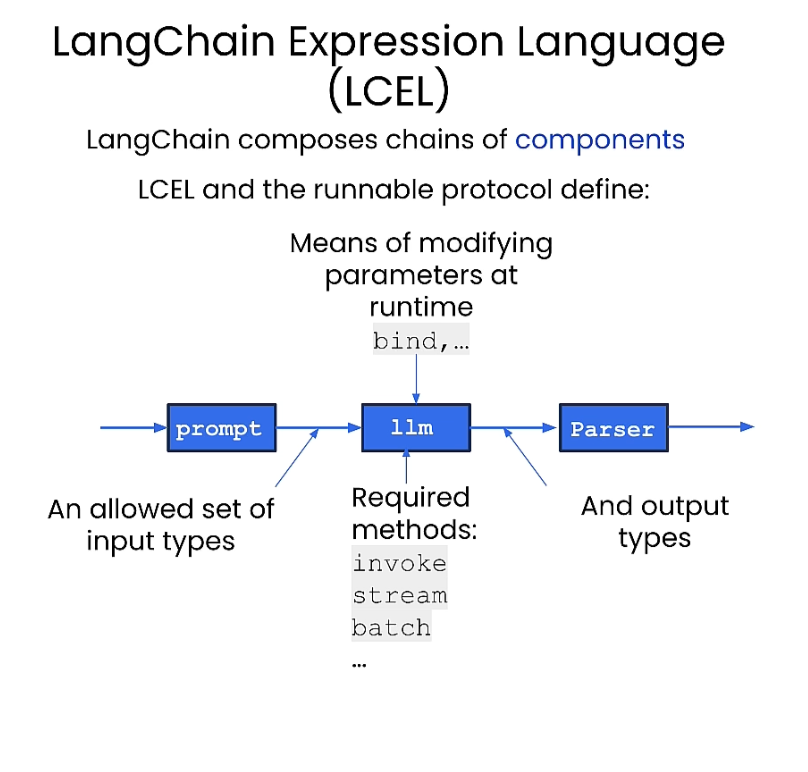 LangChain Expression Language
(LCEL)
LangChain composes chains of components
LCEL and the runnable protocol define:
Means of modifying
parameters at
runtime
bind,…
prompt
llm
Parser
An allowed set of
input types
Required
methods:
invoke
stream
batch
…
And output
types